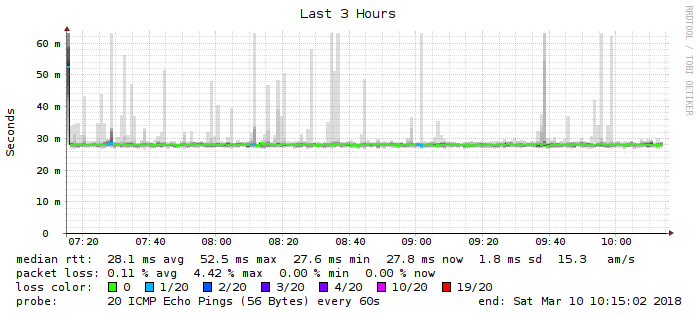 Last 3 Hours
RRDTOOL / TOBI OETIKER
Seconds
60 m
50 m
40 m
30 m
20 m
10 m
0
07:20 07:40 08:00 08:20 08:40 09:00 09:20 09:40 10:00
median rtt: 28.1 ms avg 52.5 ms max 27.6 ms min 27.8 ms now 1.8 ms sd 15.3 am/s
packet loss: 0.11 % avg 4.42 % max 0.00 % min 0.00 % now
loss color: 0 1/20 2/20 3/20 4/20 10/20 19/20
probe: 20 ICMP Echo Pings (56 Bytes) every 60s end: Sat Mar 10 10:15:02 2018